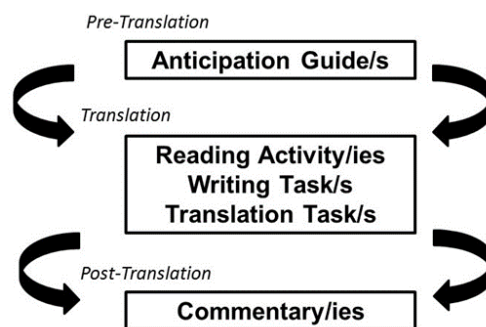 Pre-Translation
Anticipation Guide/s
Translation
Reading Activity/ies
Writing Task/s
Translation Task/s
Post-Translation
Commentary/ies